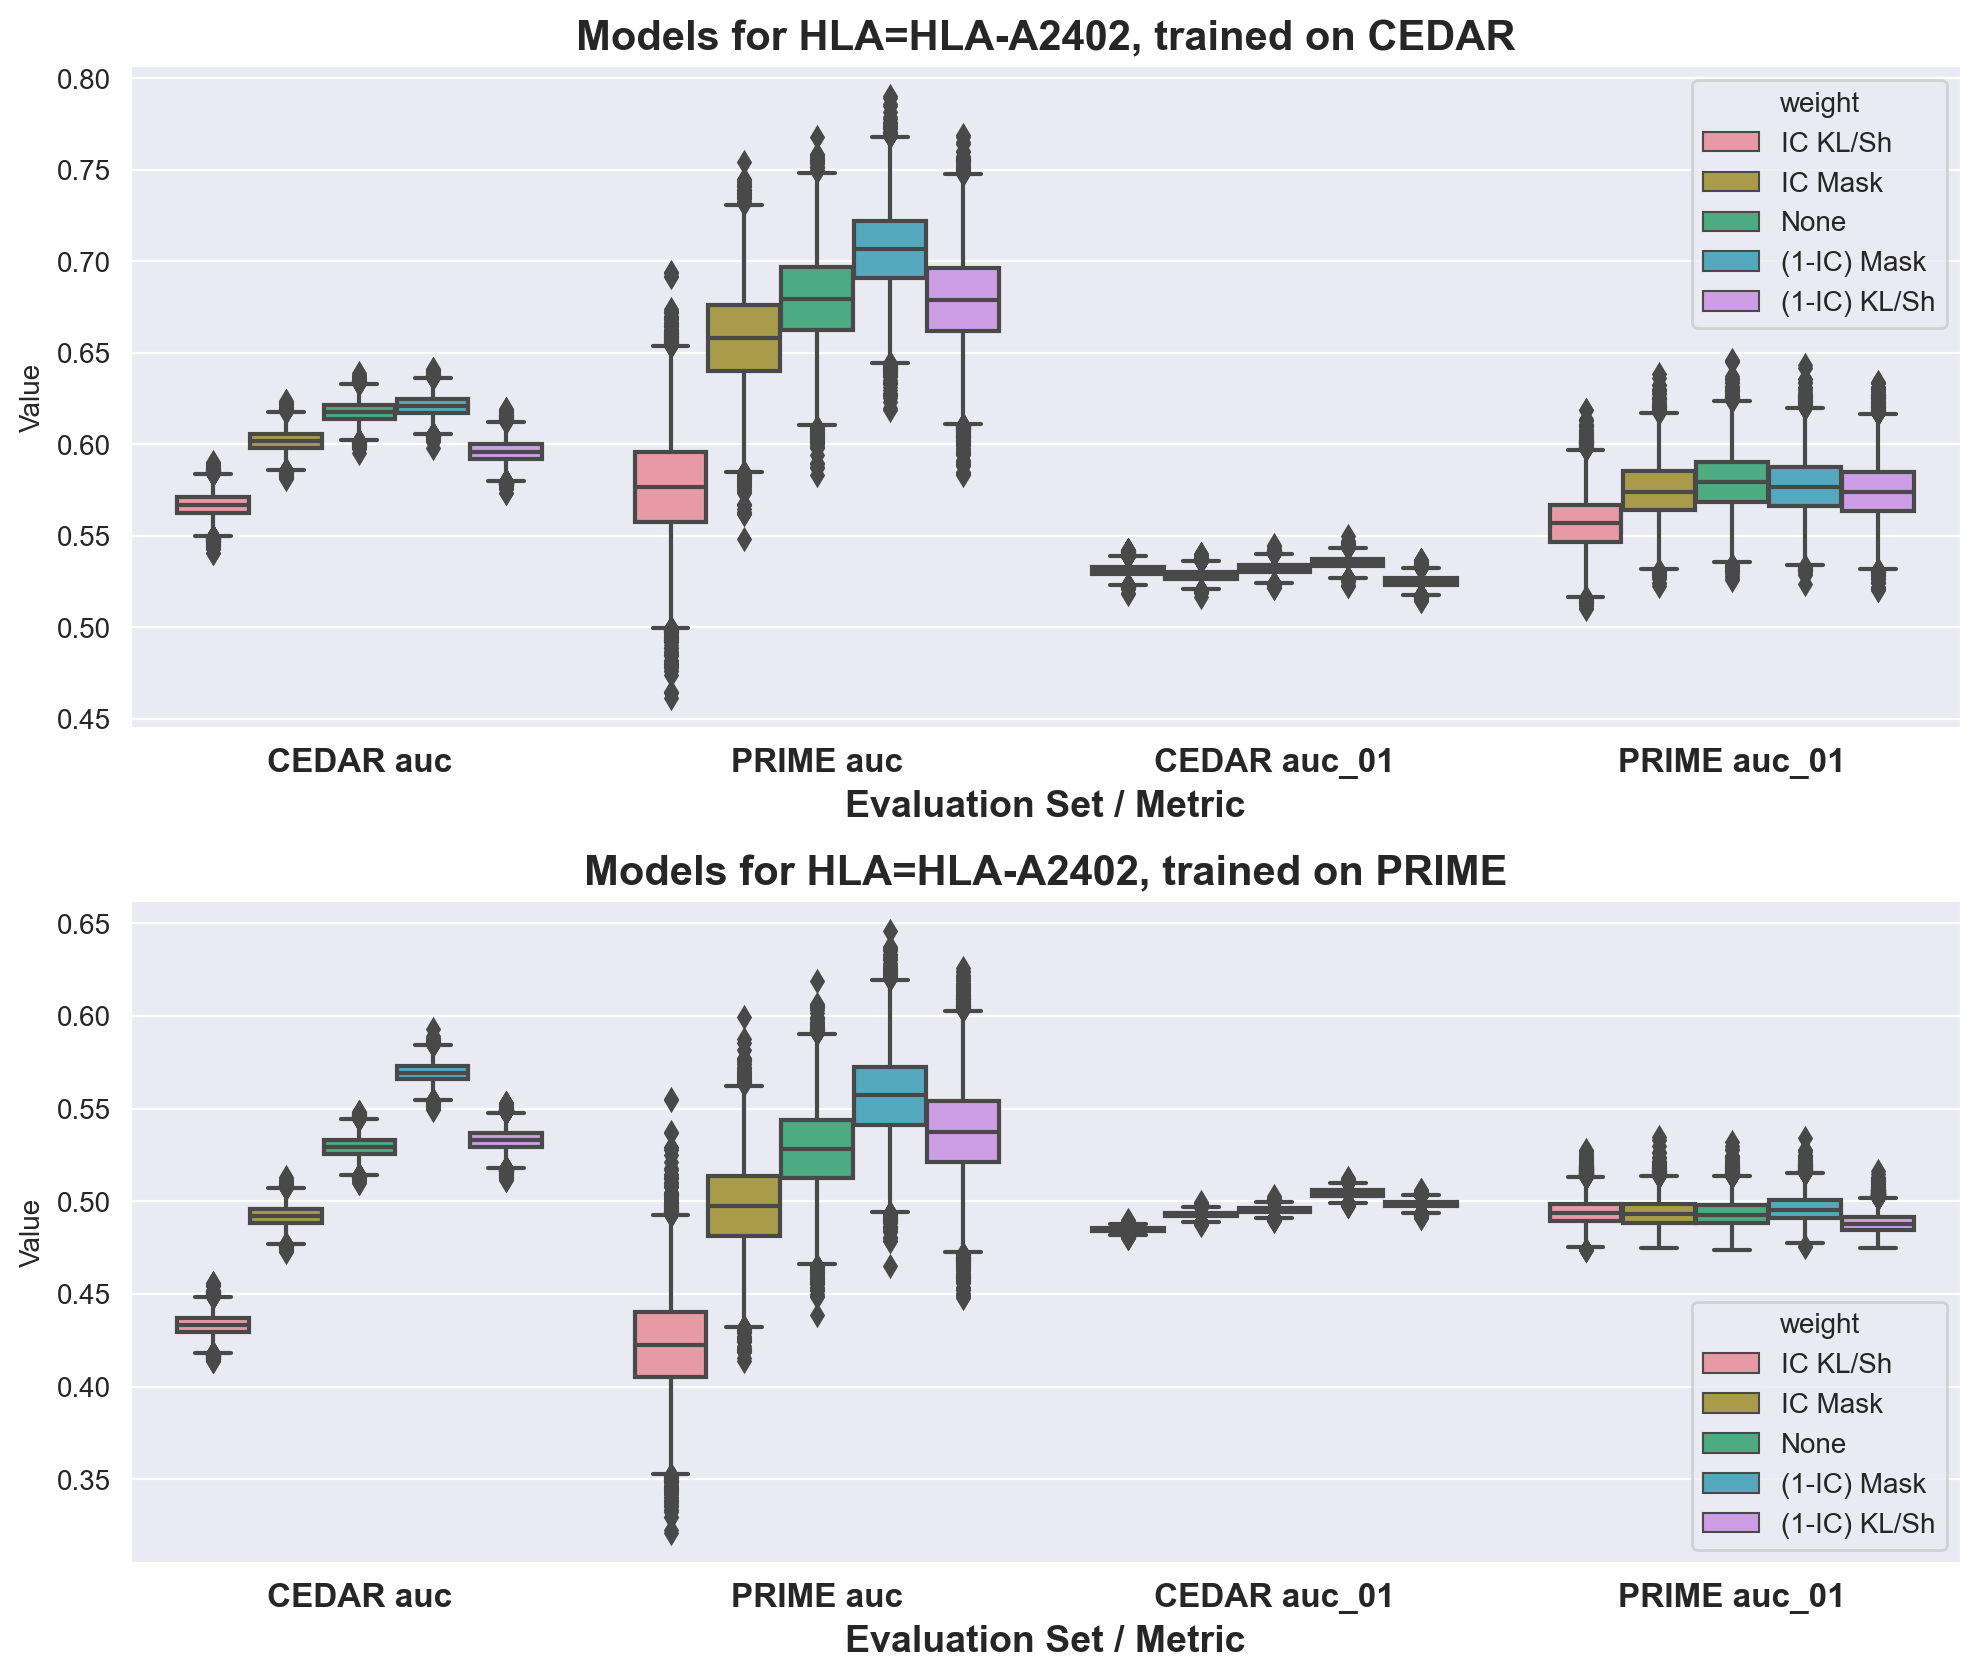 Models for HLA=HLA-A2402, trained on CEDAR
0.80
0.75
0.70
0.65
0.60
0.55
0.50
0.45
Value
weight
IC KL/Sh
IC Mask
None
(1-IC) Mask
(1-IC) KL/Sh
CEDAR auc PRIME auc CEDAR auc_01 PRIME auc_01
Evaluation Set / Metric
Models for HLA=HLA-A2402, trained on PRIME
0.65
0.60
0.55
0.50
0.45
0.40
0.35
Value
weight
IC KL/Sh
IC Mask
None
(1-IC) Mask
(1-IC) KL/Sh
CEDAR auc PRIME auc CEDAR auc_01 PRIME auc_01
Evaluation Set / Metric